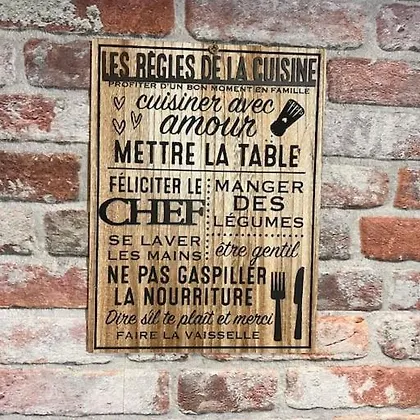 LES RÈGLES DE LA CUISINE
PROFITER D'UN BON MOMENT EN FAMILLE
cuisiner avec
amour
METTRE LA TABLE
FÉLICITER LE
CHEF
SE LAVER
LES MAINS
MANGER
DES
LÉGUMES
être gentil
NE PAS GASPILLER
LA NOURRITURE
Dire s'il te plaît et merci
FAIRE LA VAISSELLE